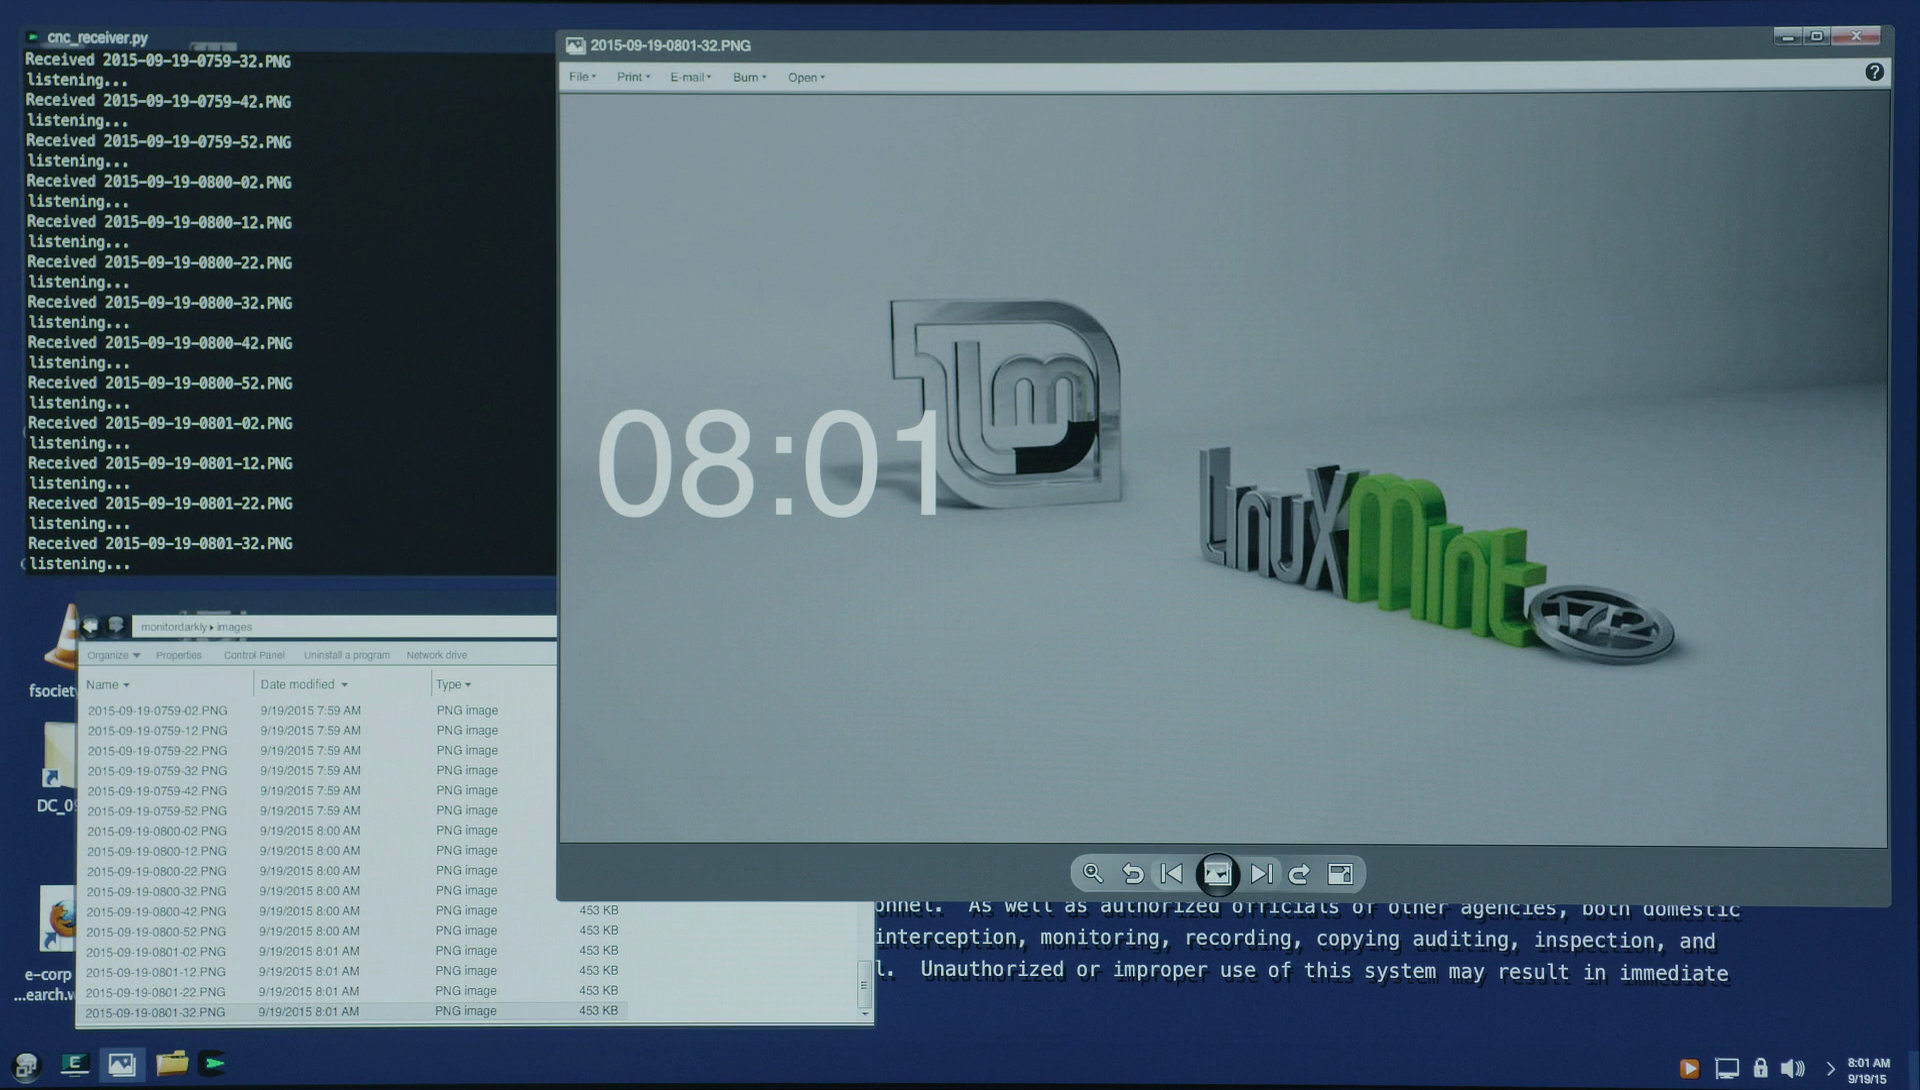 cnc_receiver.py
Received 2015-09-19-0759-32.PNG
listening...
Received 2015-09-19-0759-42.PNG
listening...
Received 2015-09-19-0759-52.PNG
listening...
Received 2015-09-19-0800-02.PNG
listening...
Received 2015-09-19-0800-12.PNG
listening...
Received 2015-09-19-0800-22.PNG
listening...
Received 2015-09-19-0800-32.PNG
listening...
Received 2015-09-19-0800-42.PNG
listening...
Received 2015-09-19-0800-52.PNG
listening...
Received 2015-09-19-0801-02.PNG
listening...
Received 2015-09-19-0801-12.PNG
listening...
Received 2015-09-19-0801-22.PNG
listening...
Received 2015-09-19-0801-32.PNG
listening...
2015-09-19-0801-32.PNG
File Print E-mail Burn Open
08:01
lm
Linux Mint 17.2
monitordarkly images
Organize Properties Control Panel Uninstall a program Network drive
Name Date modified Type
2015-09-19-0759-02.PNG 9/19/2015 7:59 AM PNG image
2015-09-19-0759-12.PNG 9/19/2015 7:59 AM PNG image
2015-09-19-0759-22.PNG 9/19/2015 7:59 AM PNG image
2015-09-19-0759-32.PNG 9/19/2015 7:59 AM PNG image
2015-09-19-0759-42.PNG 9/19/2015 7:59 AM PNG image
2015-09-19-0759-52.PNG 9/19/2015 7:59 AM PNG image
2015-09-19-0800-02.PNG 9/19/2015 8:00 AM PNG image
2015-09-19-0800-12.PNG 9/19/2015 8:00 AM PNG image
2015-09-19-0800-22.PNG 9/19/2015 8:00 AM PNG image
2015-09-19-0800-32.PNG 9/19/2015 8:00 AM PNG image
2015-09-19-0800-42.PNG 9/19/2015 8:00 AM PNG image 453 KB
2015-09-19-0800-52.PNG 9/19/2015 8:00 AM PNG image 453 KB
2015-09-19-0801-02.PNG 9/19/2015 8:01 AM PNG image 453 KB
2015-09-19-0801-12.PNG 9/19/2015 8:01 AM PNG image 453 KB
2015-09-19-0801-22.PNG 9/19/2015 8:01 AM PNG image 453 KB
2015-09-19-0801-32.PNG 9/19/2015 8:01 AM PNG image 453 KB
fsociet
DC_09
e-corp
...earch.w
onnel. As well as authorized officials of other agencies, both domestic
interception, monitoring, recording, copying auditing, inspection, and
l. Unauthorized or improper use of this system may result in immediate
8:01 AM
9/19/15